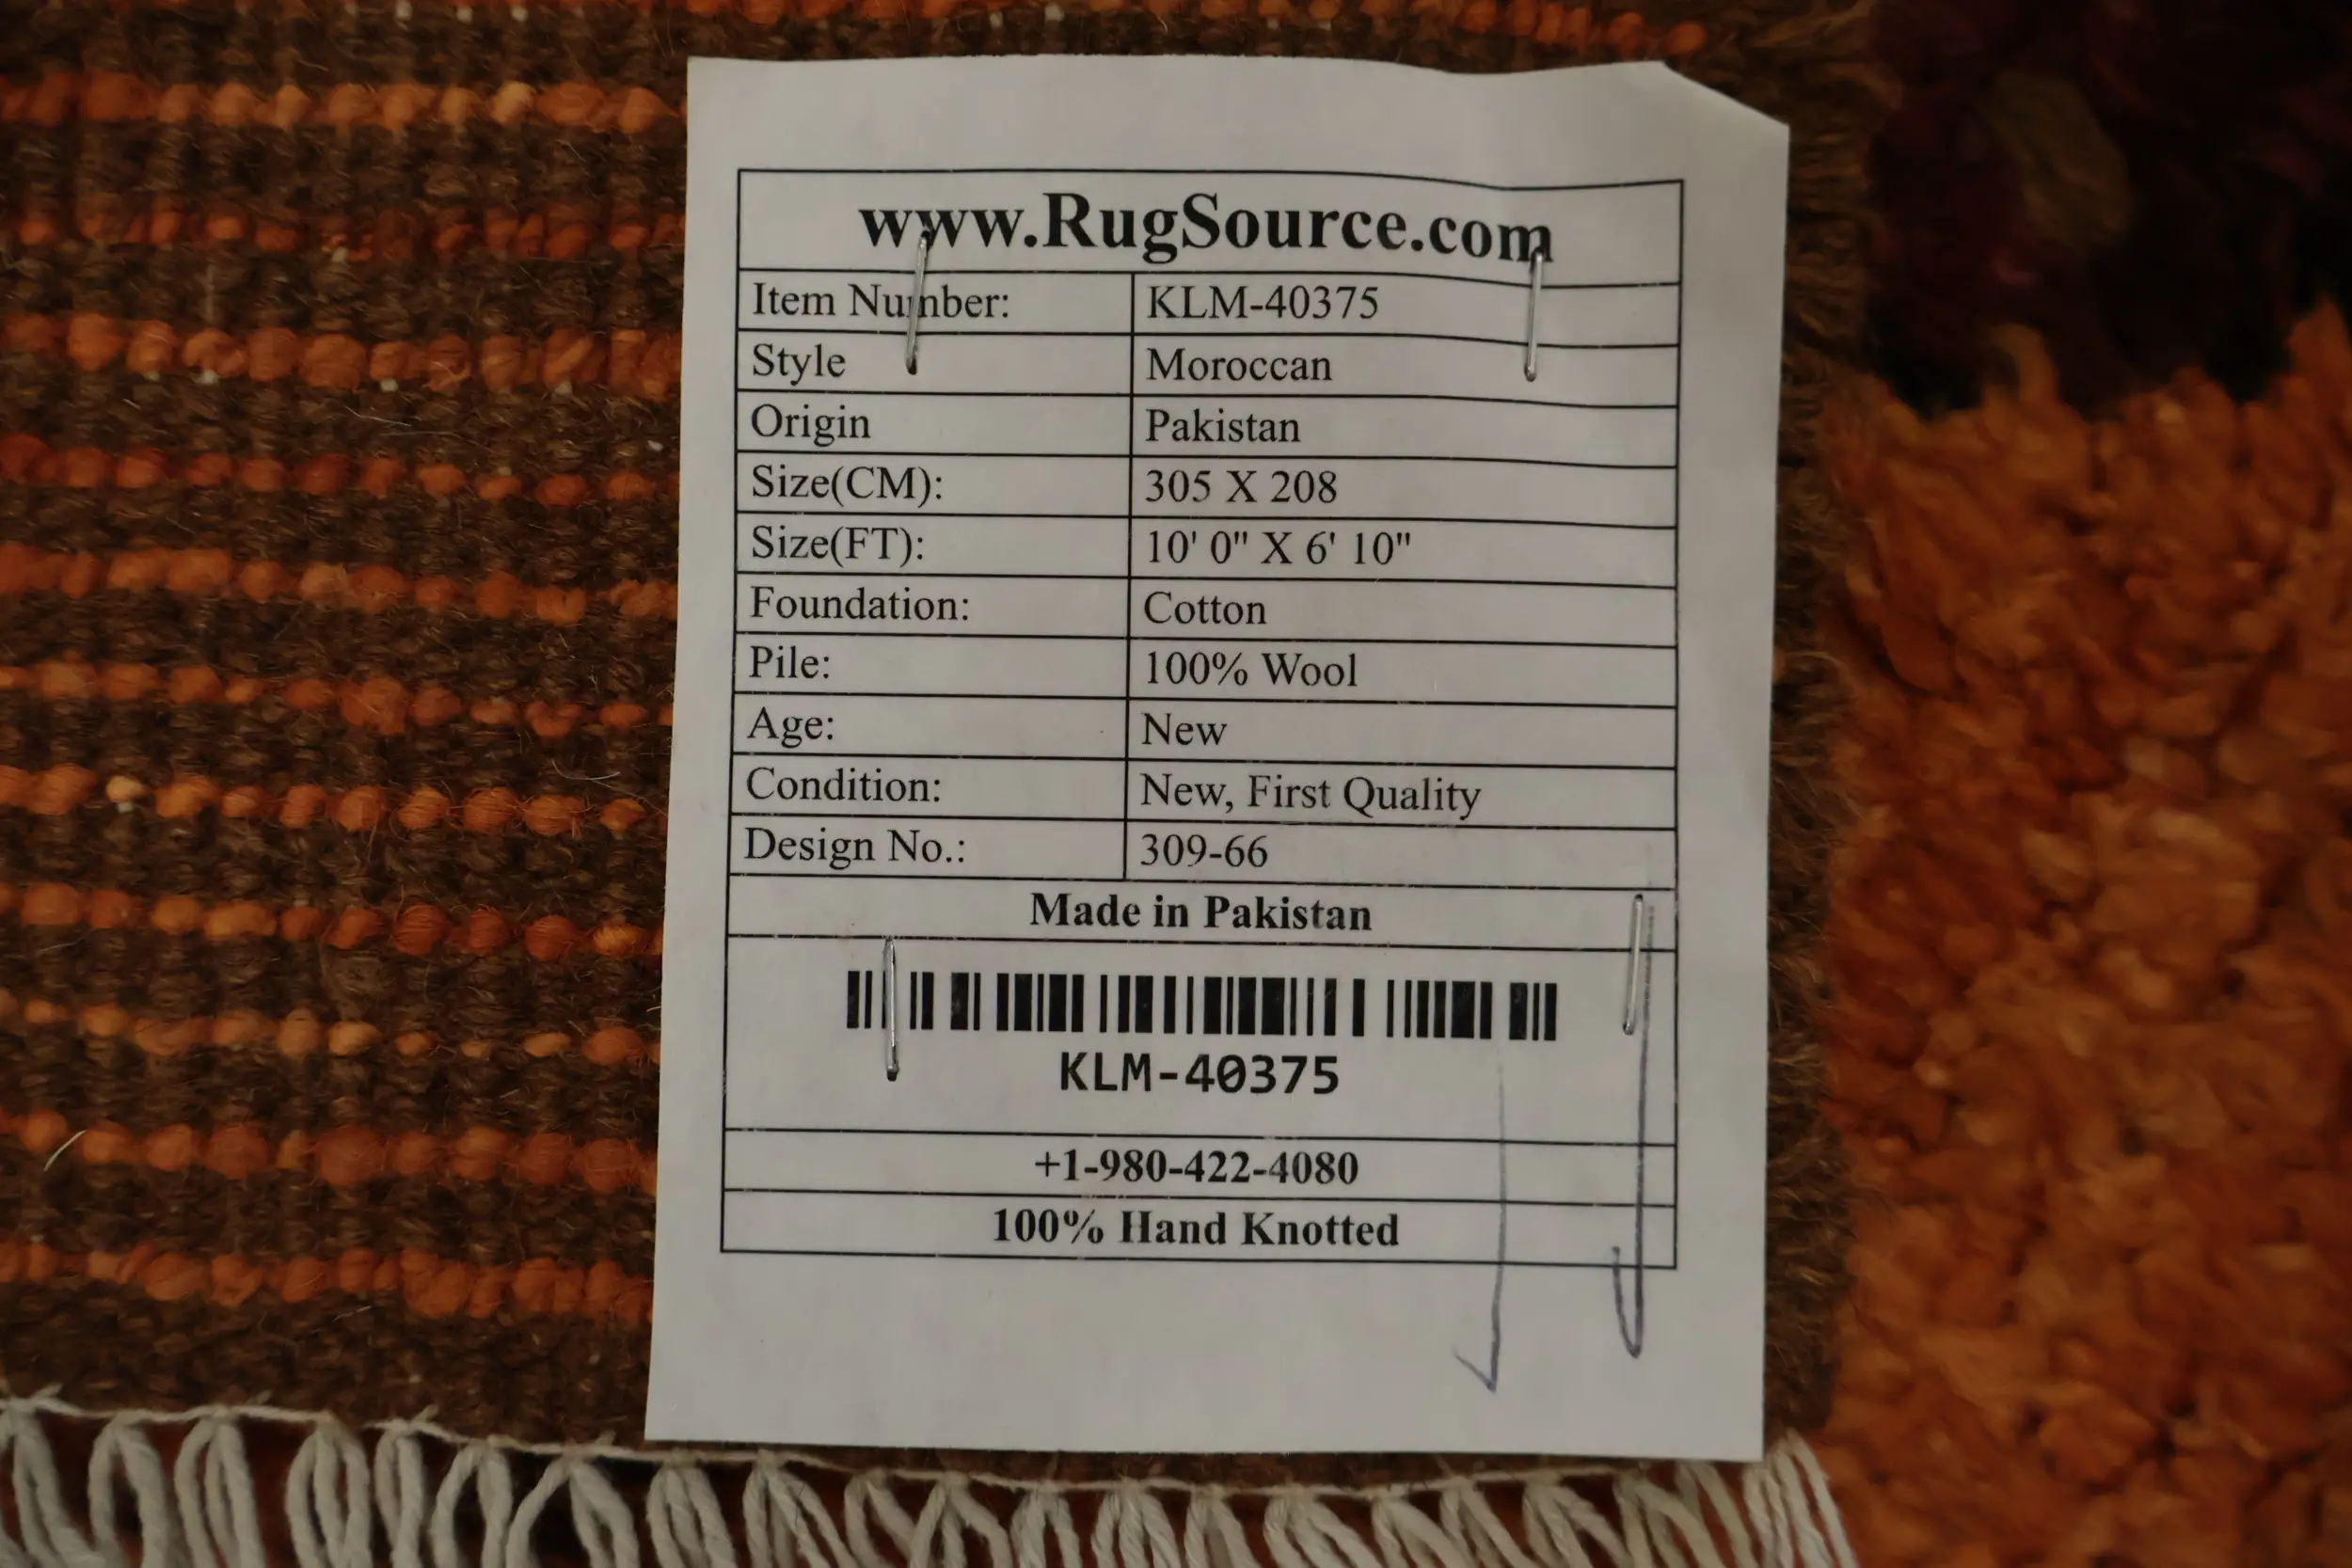 www.RugSource.com
Item Number: KLM-40375
Style Moroccan
Origin Pakistan
Size(CM): 305 X 208
Size(FT): 10' 0" X 6' 10"
Foundation: Cotton
Pile: 100% Wool
Age: New
Condition: New, First Quality
Design No.: 309-66
Made in Pakistan
KLM-40375
+1-980-422-4080
100% Hand Knotted